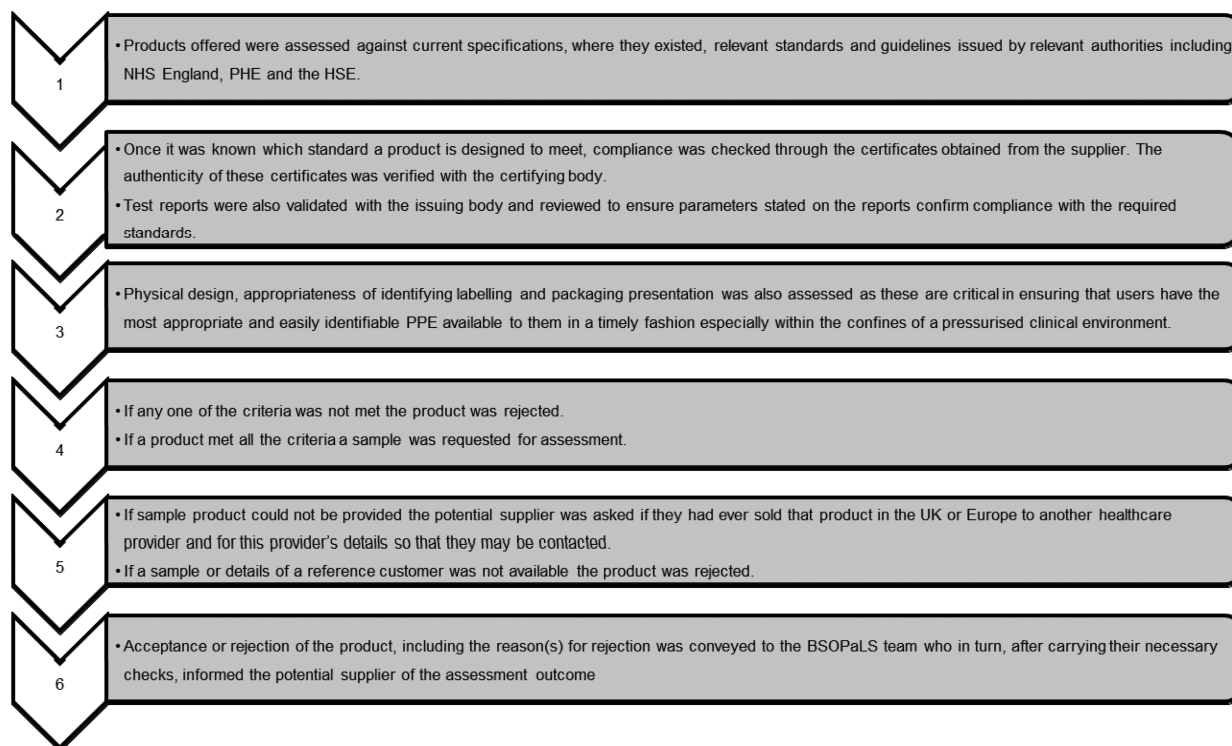 1
• Products offered were assessed against current specifications, where they existed, relevant standards and guidelines issued by relevant authorities including
NHS England, PHE and the HSE.
2
• Once it was known which standard a product is designed to meet, compliance was checked through the certificates obtained from the supplier. The
authenticity of these certificates was verified with the certifying body.
• Test reports were also validated with the issuing body and reviewed to ensure parameters stated on the reports confirm compliance with the required
standards.
3
• Physical design, appropriateness of identifying labelling and packaging presentation was also assessed as these are critical in ensuring that users have the
most appropriate and easily identifiable PPE available to them in a timely fashion especially within the confines of a pressurised clinical environment.
4
• If any one of the criteria was not met the product was rejected.
• If a product met all the criteria a sample was requested for assessment.
5
• If sample product could not be provided the potential supplier was asked if they had ever sold that product in the UK or Europe to another healthcare
provider and for this provider's details so that they may be contacted.
• If a sample or details of a reference customer was not available the product was rejected.
6
• Acceptance or rejection of the product, including the reason(s) for rejection was conveyed to the BSOPaLS team who in turn, after carrying their necessary
checks, informed the potential supplier of the assessment outcome